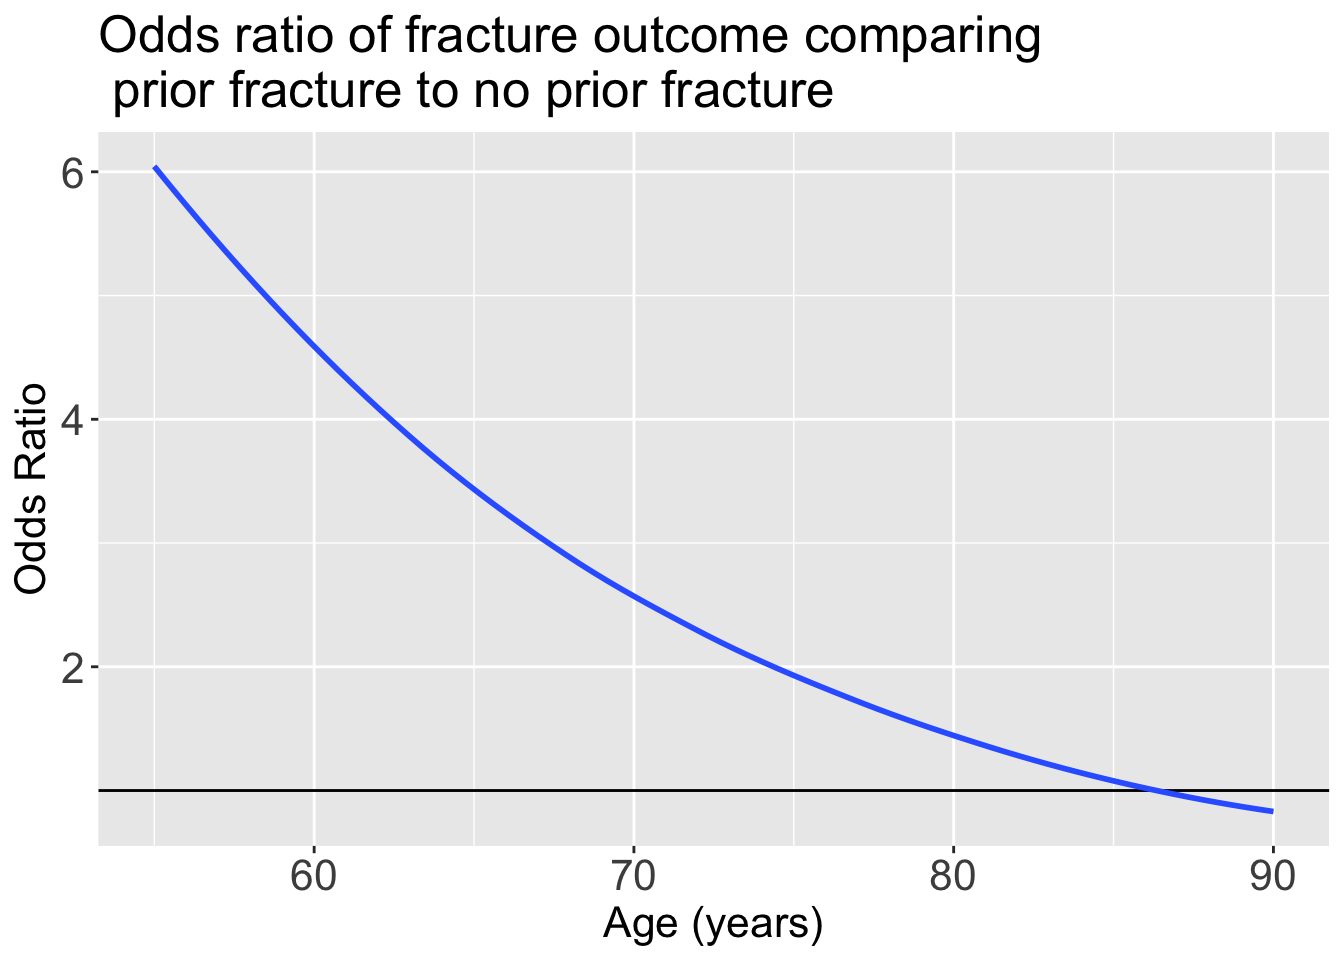 Odds ratio of fracture outcome comparing
prior fracture to no prior fracture
6
4
2
Odds Ratio
60 70 80 90
Age (years)